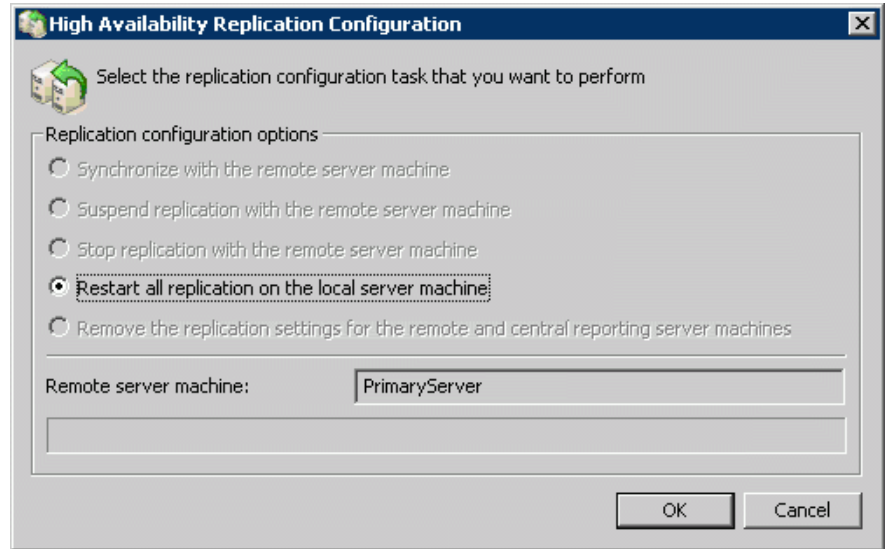 High Availability Replication Configuration
Select the replication configuration task that you want to perform
Replication configuration options
Synchronize with the remote server machine
Suspend replication with the remote server machine
Stop replication with the remote server machine
Restart all replication on the local server machine
Remove the replication settings for the remote and central reporting server machines
Remote server machine: PrimaryServer
OK Cancel